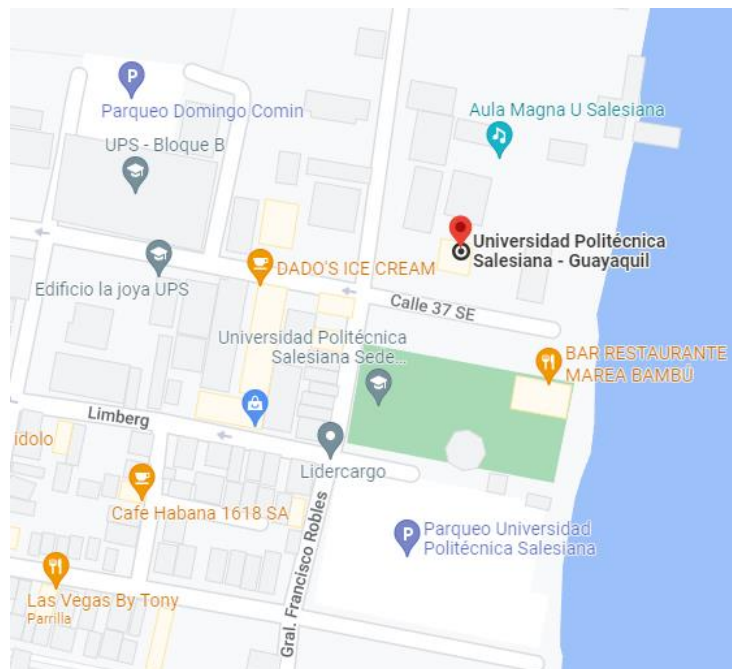 P
Parqueo Domingo Comin
Aula Magna U Salesiana
UPS - Bloque B
Universidad Politécnica
Salesiana - Guayaquil
DADO'S ICE CREAM
Edificio la joya UPS
Calle 37 SE
Universidad Politécnica
Salesiana Sede...
BAR RESTAURANTE
MAREA BAMBÚ
Limberg
idolo
Lidercargo
Cafe Habana 1618 SA
Gral. Francisco Robles
P
Parqueo Universidad
Politécnica Salesiana
Las Vegas By Tony
Parrilla